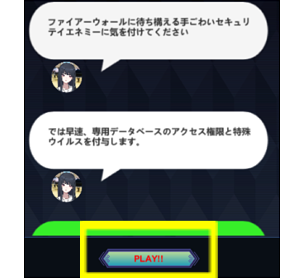 ファイアーウォールに待ち構える手ごわいセキュリ
テイエネミーに気を付けてください
では早速、専用データベースのアクセス権限と特殊
ウイルスを付与します。
PLAY!!